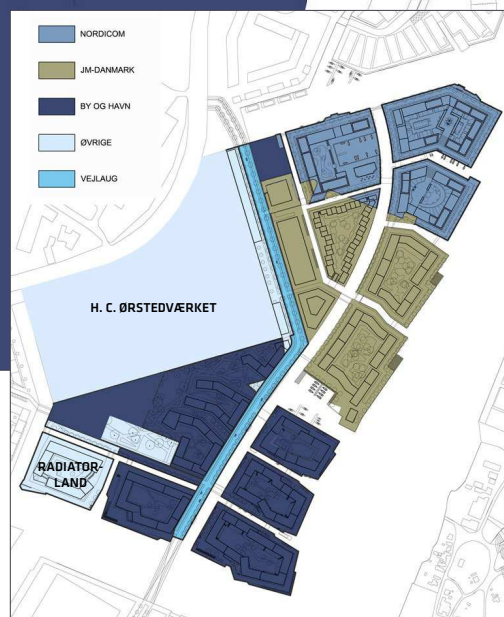 NORDICOM
JM-DANMARK
BY OG HAVN
ØVRIGE
VEJLAUG
H. C. ØRSTEDVÆRKET
RADIATOR-
LAND